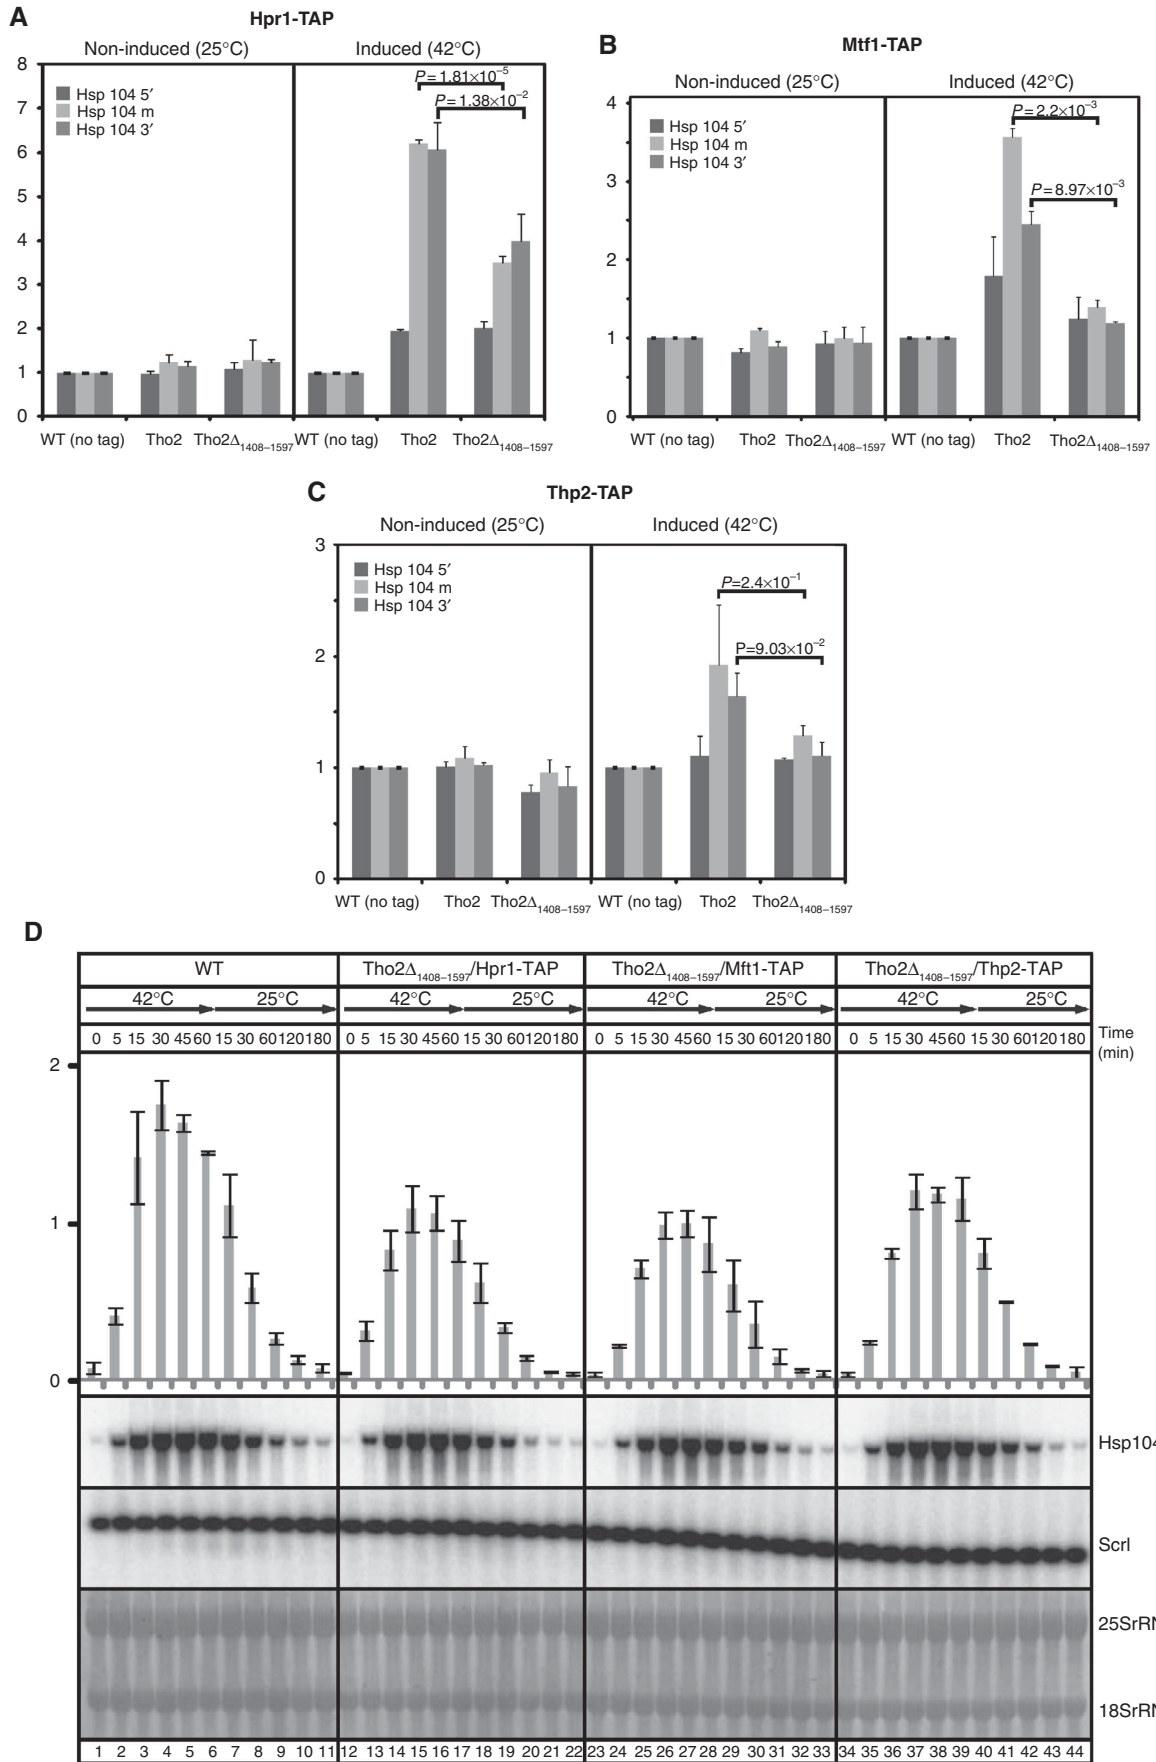 A
Hpr1-TAP
Non-induced (25°C)
Induced (42°C)
8
7
6
5
4
3
2
1
0
Hsp 104 5′
Hsp 104 m
Hsp 104 3′
P=1.81×10⁻⁵
P=1.38×10⁻²
WT (no tag) Tho2 Tho2Δ1408–1597 WT (no tag) Tho2 Tho2Δ1408–1597
B
Mtf1-TAP
Non-induced (25°C)
Induced (42°C)
4
3
2
1
0
Hsp 104 5′
Hsp 104 m
Hsp 104 3′
P=2.2×10⁻³
P=8.97×10⁻³
WT (no tag) Tho2 Tho2Δ1408–1597 WT (no tag) Tho2 Tho2Δ1408–1597
C
Thp2-TAP
Non-induced (25°C)
Induced (42°C)
3
2
1
0
Hsp 104 5′
Hsp 104 m
Hsp 104 3′
P=2.4×10⁻¹
P=9.03×10⁻²
WT (no tag) Tho2 Tho2Δ1408–1597 WT (no tag) Tho2 Tho2Δ1408–1597
D
WT Tho2Δ1408–1597/Hpr1-TAP Tho2Δ1408–1597/Mft1-TAP Tho2Δ1408–1597/Thp2-TAP
42°C 25°C 42°C 25°C 42°C 25°C 42°C 25°C
0 5 15 30 45 60 15 30 60 120 180 0 5 15 30 45 60 15 30 60 120 180 0 5 15 30 45 60 15 30 60 120 180 0 5 15 30 45 60 15 30 60 120 180
Time
(min)
2
1
0
Hsp104
ScrI
25SrRN
18SrRN
1 2 3 4 5 6 7 8 9 10 11 12 13 14 15 16 17 18 19 20 21 22 23 24 25 26 27 28 29 30 31 32 33 34 35 36 37 38 39 40 41 42 43 44